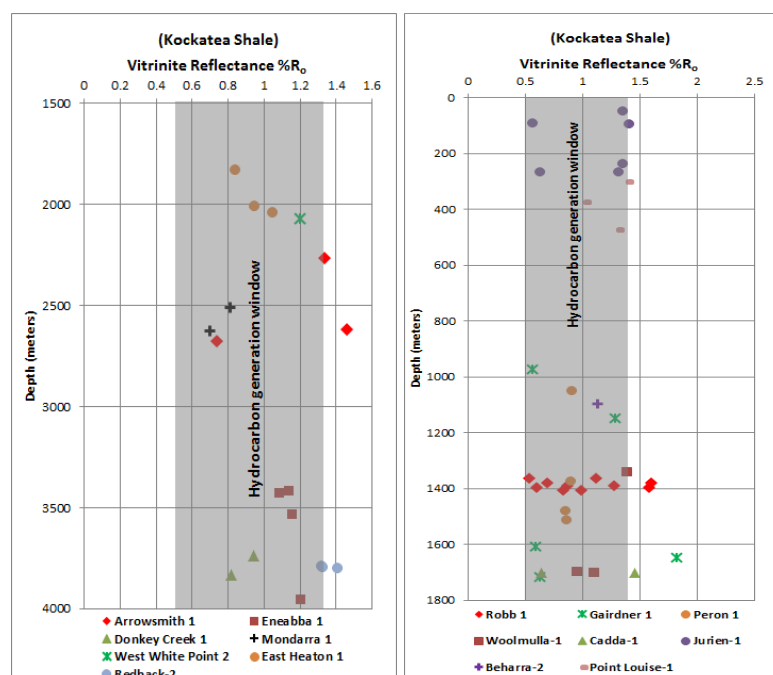 (Kockatea Shale)
Vitrinite Reflectance %Ro
0 0.2 0.4 0.6 0.8 1 1.2 1.4 1.6
1500
2000
2500
3000
3500
4000
Depth (meters)
Hydrocarbon generation window
Arrowsmith 1 Eneabba 1
Donkey Creek 1 Mondarra 1
West White Point 2 East Heaton 1
Redback-2
(Kockatea Shale)
Vitrinite Reflectance %Ro
0 0.5 1 1.5 2 2.5
0
200
400
600
800
1000
1200
1400
1600
1800
Depth (meters)
Hydrocarbon generation window
Robb 1 Gairdner 1 Peron 1
Woolmulla-1 Cadda-1 Jurien-1
Beharra-2 Point Louise-1